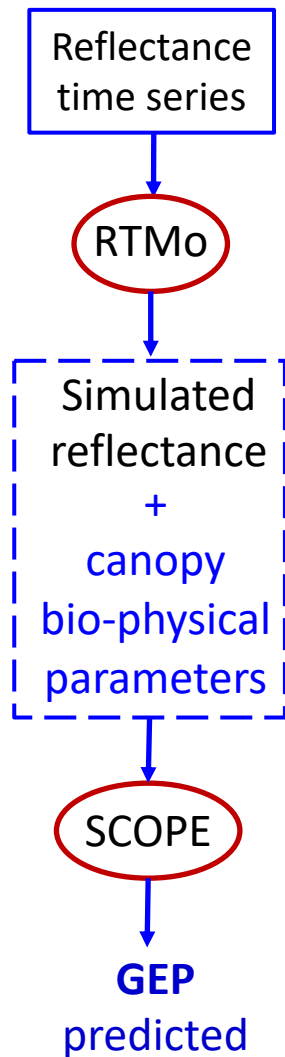 Reflectance
time series
RTMo
Simulated
reflectance
+
canopy
bio-physical
parameters
SCOPE
GEP
predicted